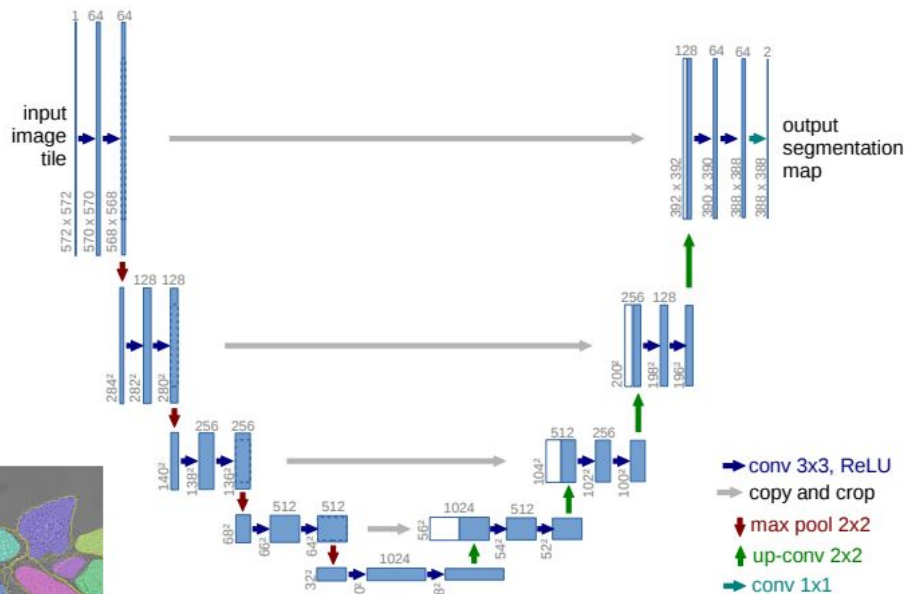 1 64 64
128 64 64 2
input
image
tile
output
segmentation
map
572 x 572
570 x 570
568 x 568
392 x 392
390 x 390
388 x 388
388 x 388
128 128
256 128
284²
282²
280²
200²
198²
196²
256 256
512 256
140²
138²
136²
104²
102²
100²
512 512
1024 512
68²
66²
64²
56²
54²
52²
1024
32²
conv 3x3, ReLU
copy and crop
max pool 2x2
up-conv 2x2
conv 1x1